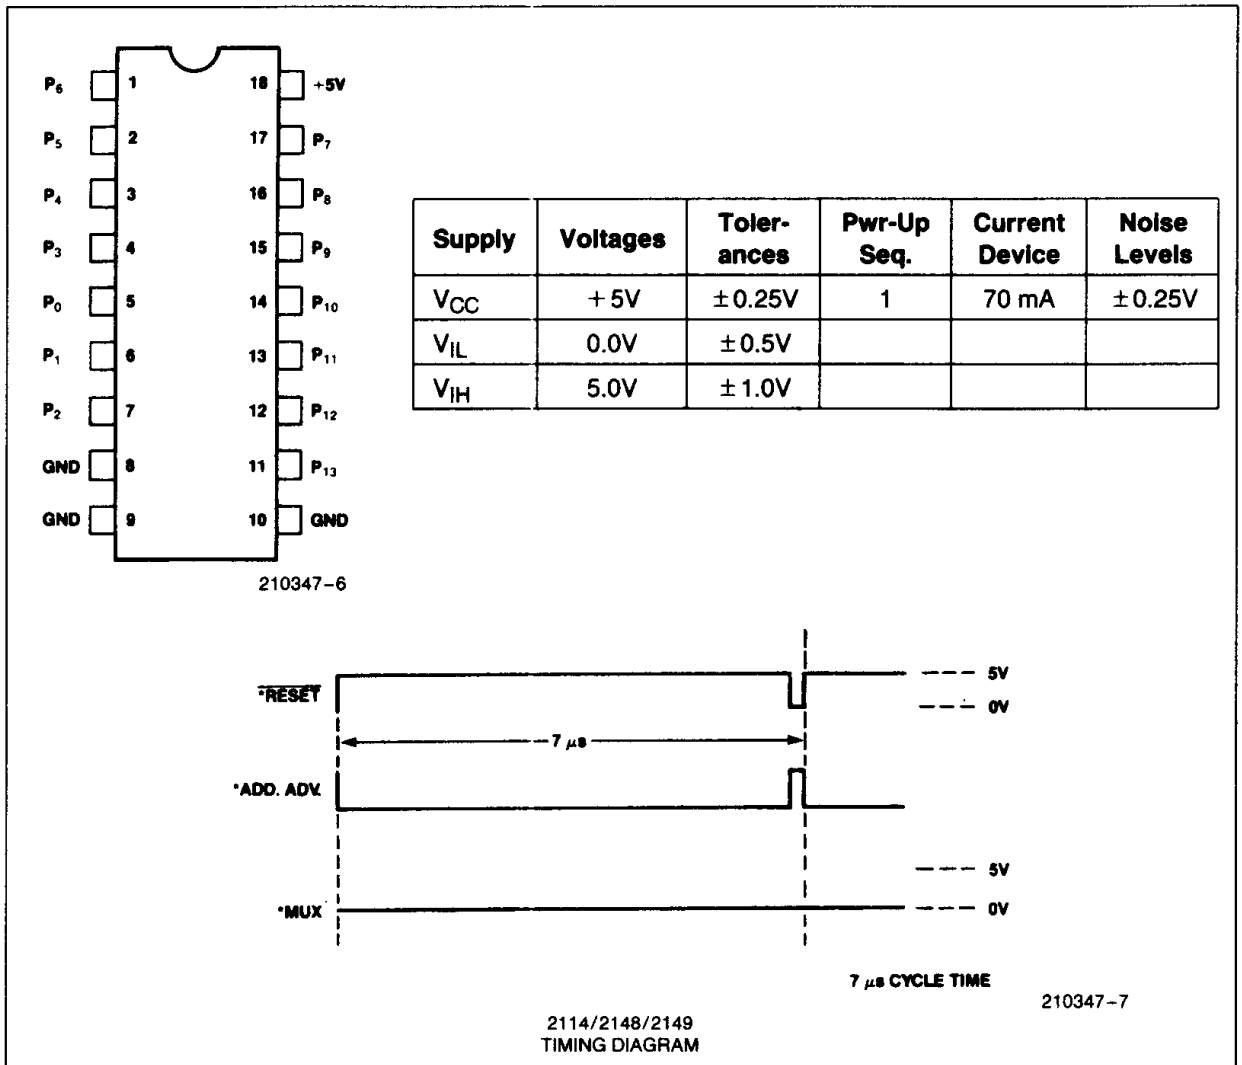 P₆ 1 18 +5V
P₅ 2 17 P₇
P₄ 3 16 P₈
P₃ 4 15 P₉
P₀ 5 14 P₁₀
P₁ 6 13 P₁₁
P₂ 7 12 P₁₂
GND 8 11 P₁₃
GND 9 10 GND
210347–6
Supply Voltages Toler-ances Pwr-Up Seq. Current Device Noise Levels
V_CC +5V ±0.25V 1 70 mA ±0.25V
V_IL 0.0V ±0.5V
V_IH 5.0V ±1.0V
*RESET
5V
0V
7 μs
*ADD. ADV.
5V
*MUX
0V
7 μs CYCLE TIME
210347–7
2114/2148/2149
TIMING DIAGRAM